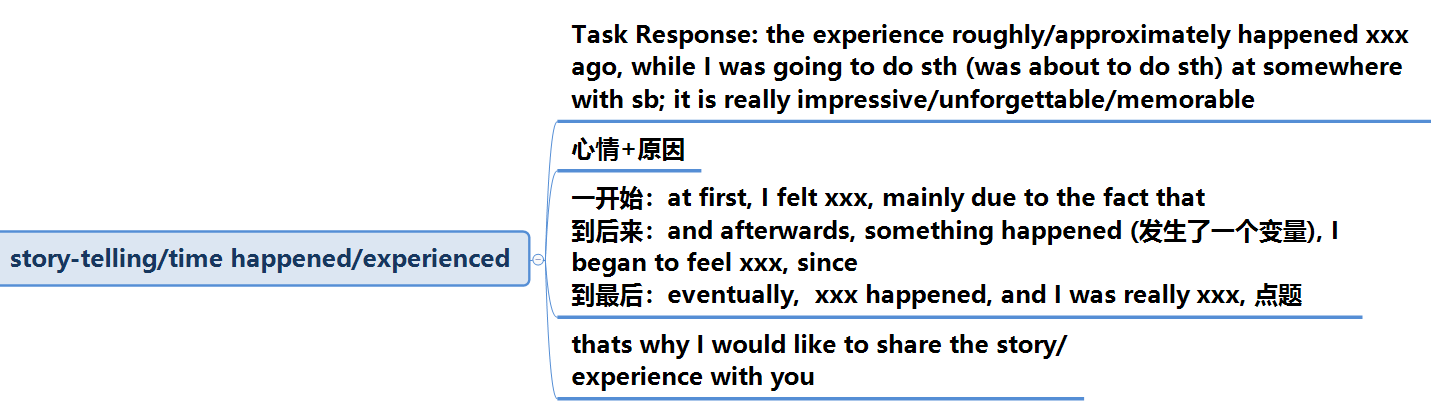 Task Response: the experience roughly/approximately happened xxx
ago, while I was going to do sth (was about to do sth) at somewhere
with sb; it is really impressive/unforgettable/memorable
心情+原因
一开始：at first, I felt xxx, mainly due to the fact that
到后来：and afterwards, something happened (发生了一个变量), I
began to feel xxx, since
到最后：eventually,  xxx happened, and I was really xxx, 点题
story-telling/time happened/experienced
thats why I would like to share the story/
experience with you